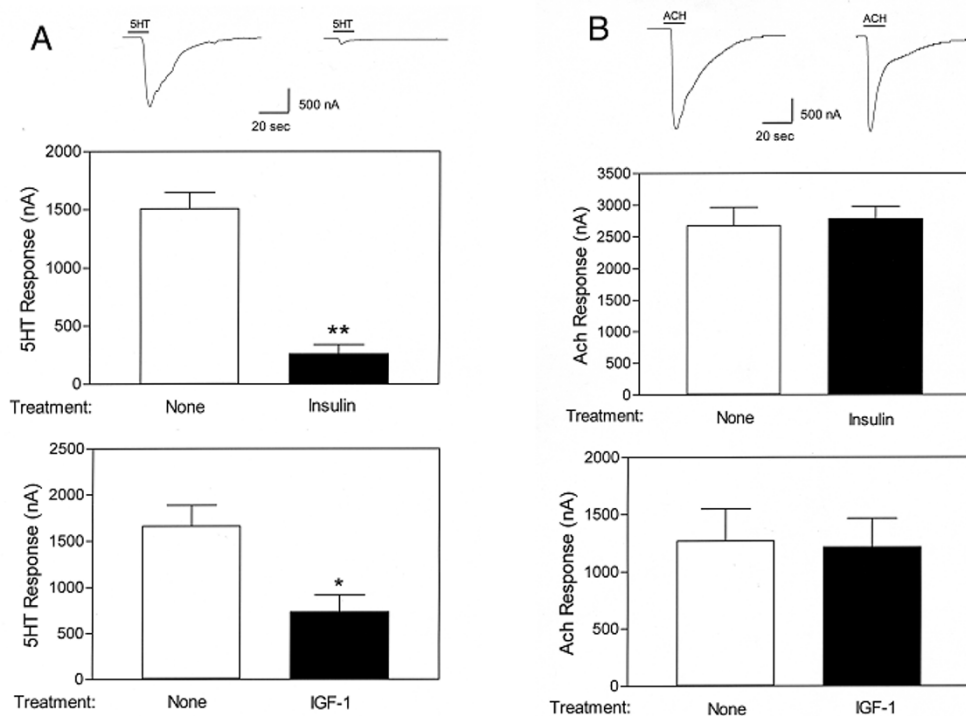 A
5HT
5HT
500 nA
20 sec
2000
1500
1000
500
0
5HT Response (nA)
**
Treatment:
None
Insulin
2500
2000
1500
1000
500
0
5HT Response (nA)
*
Treatment:
None
IGF-1
B
ACH
ACH
500 nA
20 sec
3500
3000
2500
2000
1500
1000
500
0
Ach Response (nA)
Treatment:
None
Insulin
2000
1500
1000
500
0
Ach Response (nA)
Treatment:
None
IGF-1